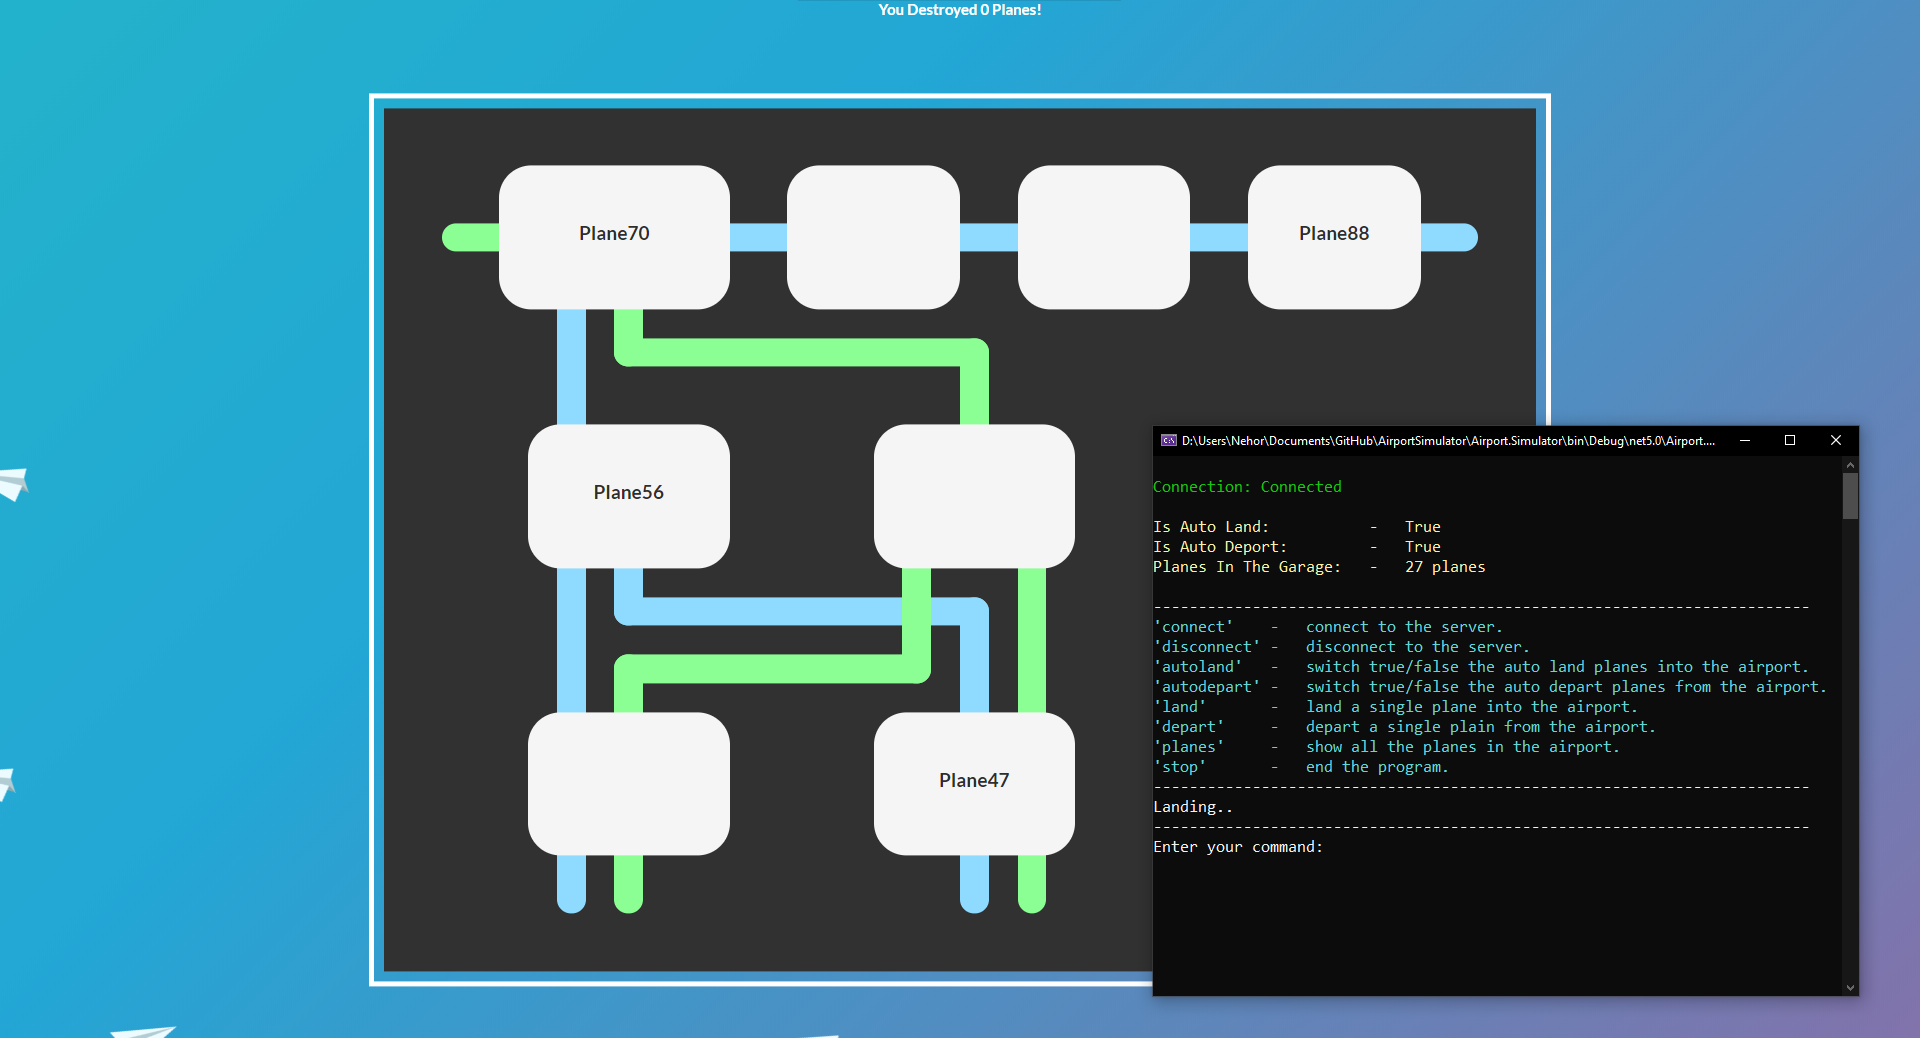 You Destroyed 0 Planes!
Plane70
Plane88
Plane56
Plane47
D:\Users\Nehor\Documents\GitHub\AirportSimulator\Airport.Simulator\bin\Debug\net5.0\Airport....
Connection: Connected
Is Auto Land: - True
Is Auto Deport: - True
Planes In The Garage: - 27 planes
-------------------------------------------------------------------------
'connect' - connect to the server.
'disconnect' - disconnect to the server.
'autoland' - switch true/false the auto land planes into the airport.
'autodepart' - switch true/false the auto depart planes from the airport.
'land' - land a single plane into the airport.
'depart' - depart a single plain from the airport.
'planes' - show all the planes in the airport.
'stop' - end the program.
-------------------------------------------------------------------------
Landing..
-------------------------------------------------------------------------
Enter your command: